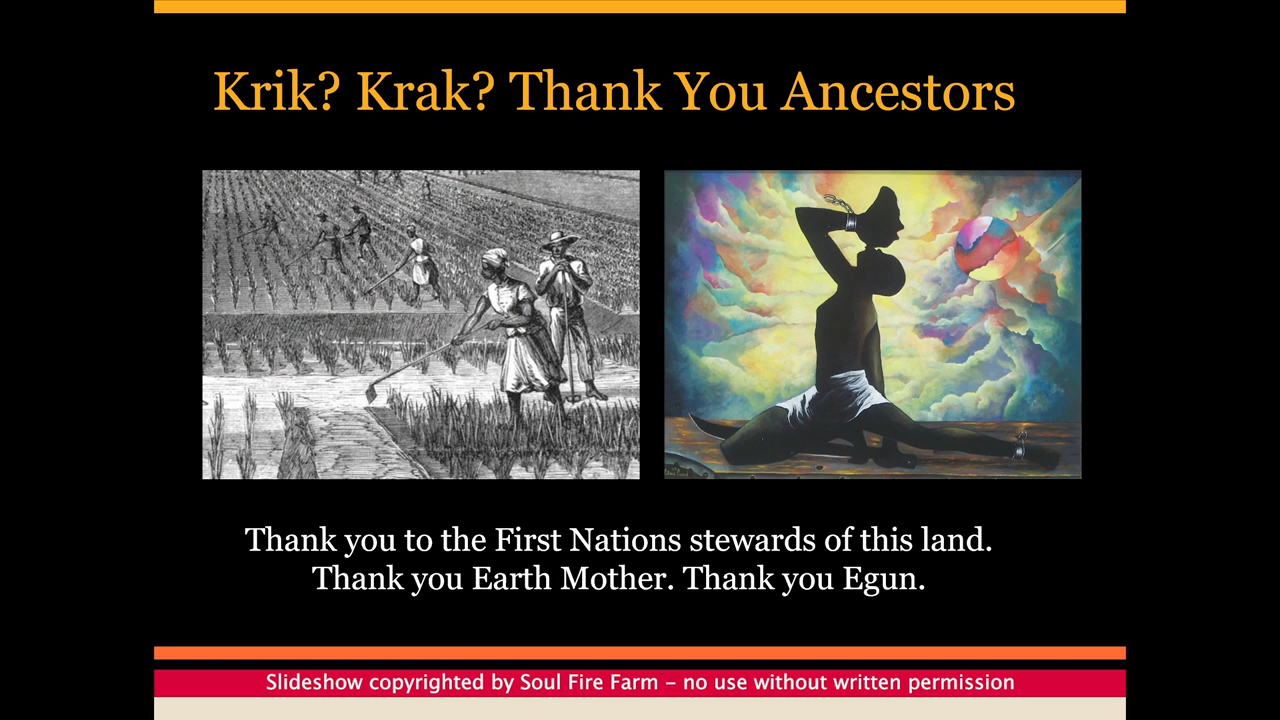 Krik? Krak? Thank You Ancestors
Thank you to the First Nations stewards of this land.
Thank you Earth Mother. Thank you Egun.
Slideshow copyrighted by Soul Fire Farm – no use without written permission